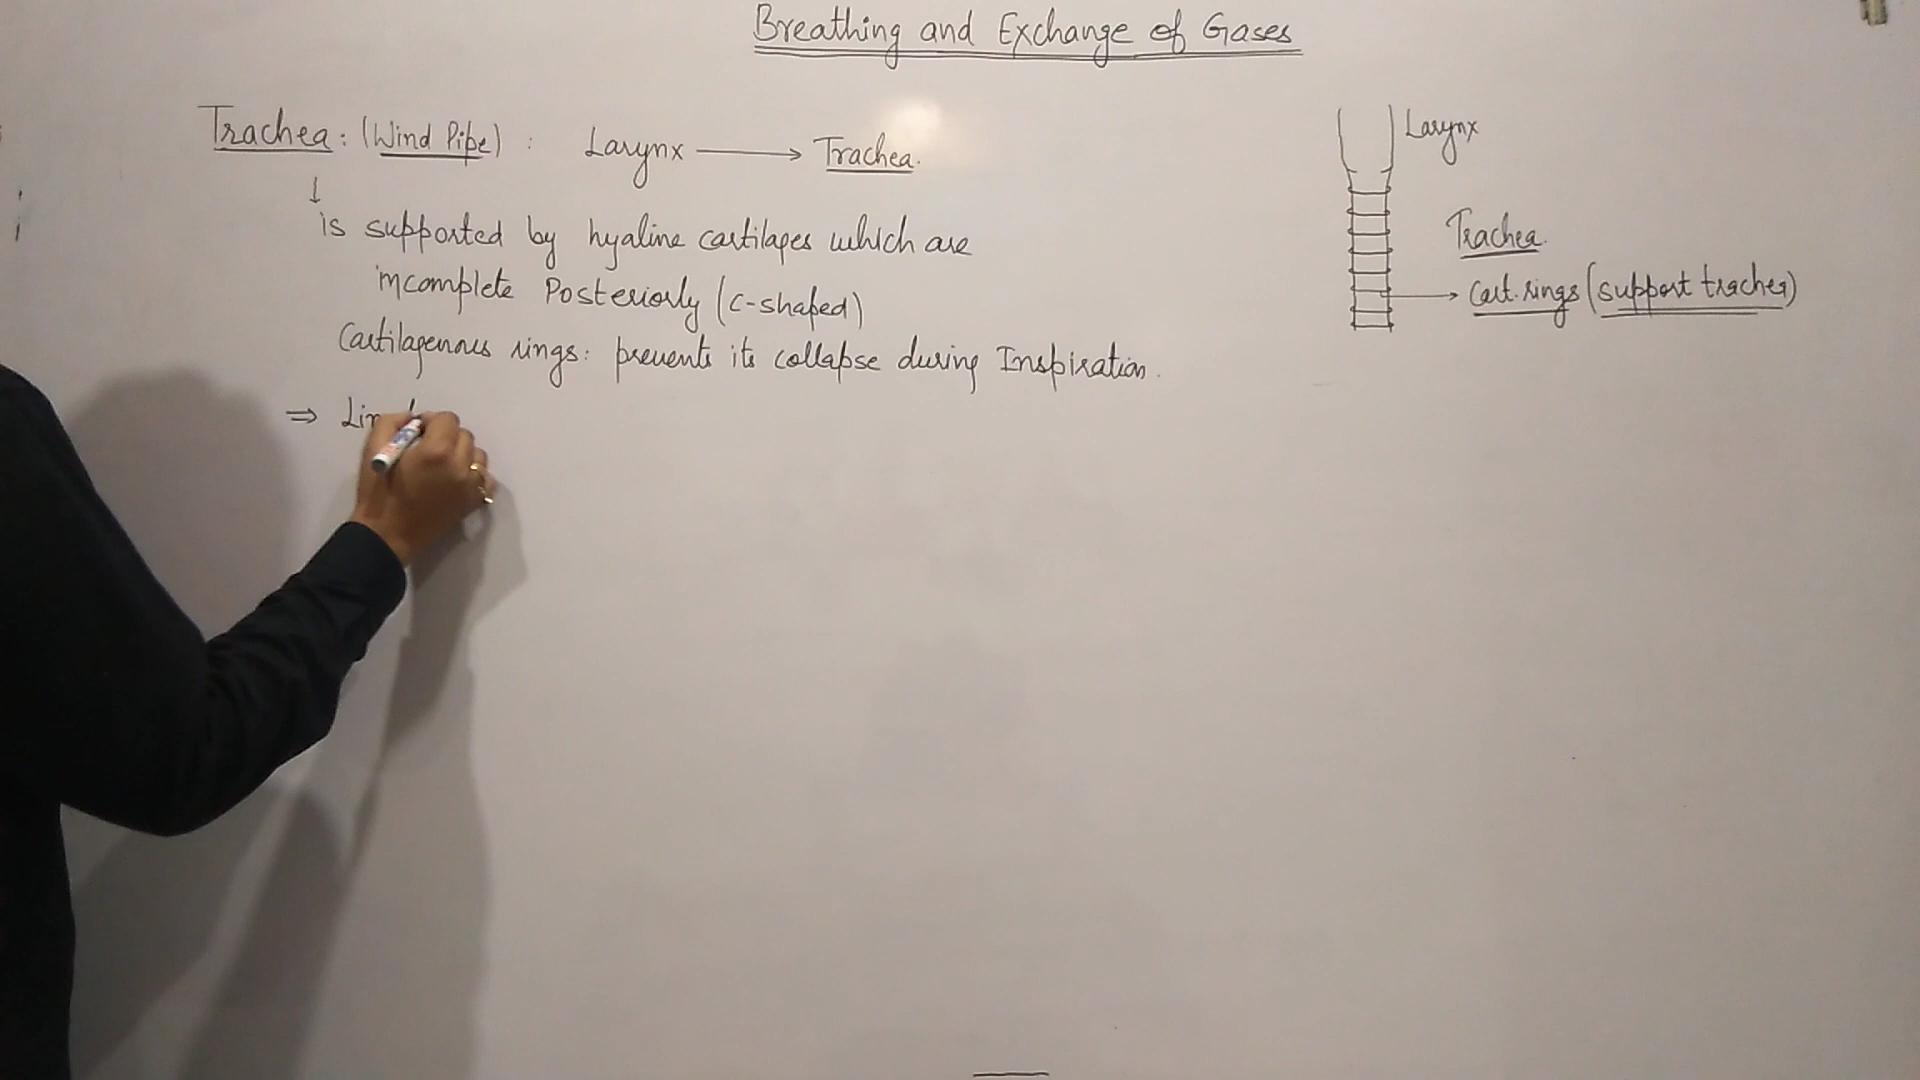 Breathing and Exchange of Gases
Trachea: (Wind Pipe) : Larynx → Trachea.
↓
is supported by hyaline cartilages which are
incomplete Posteriorly (C-shaped)
Cartilagenous rings: prevents its collapse during Inspiration.
⇒ Lin
Larynx
Trachea.
→ Cart. rings (support trachea)